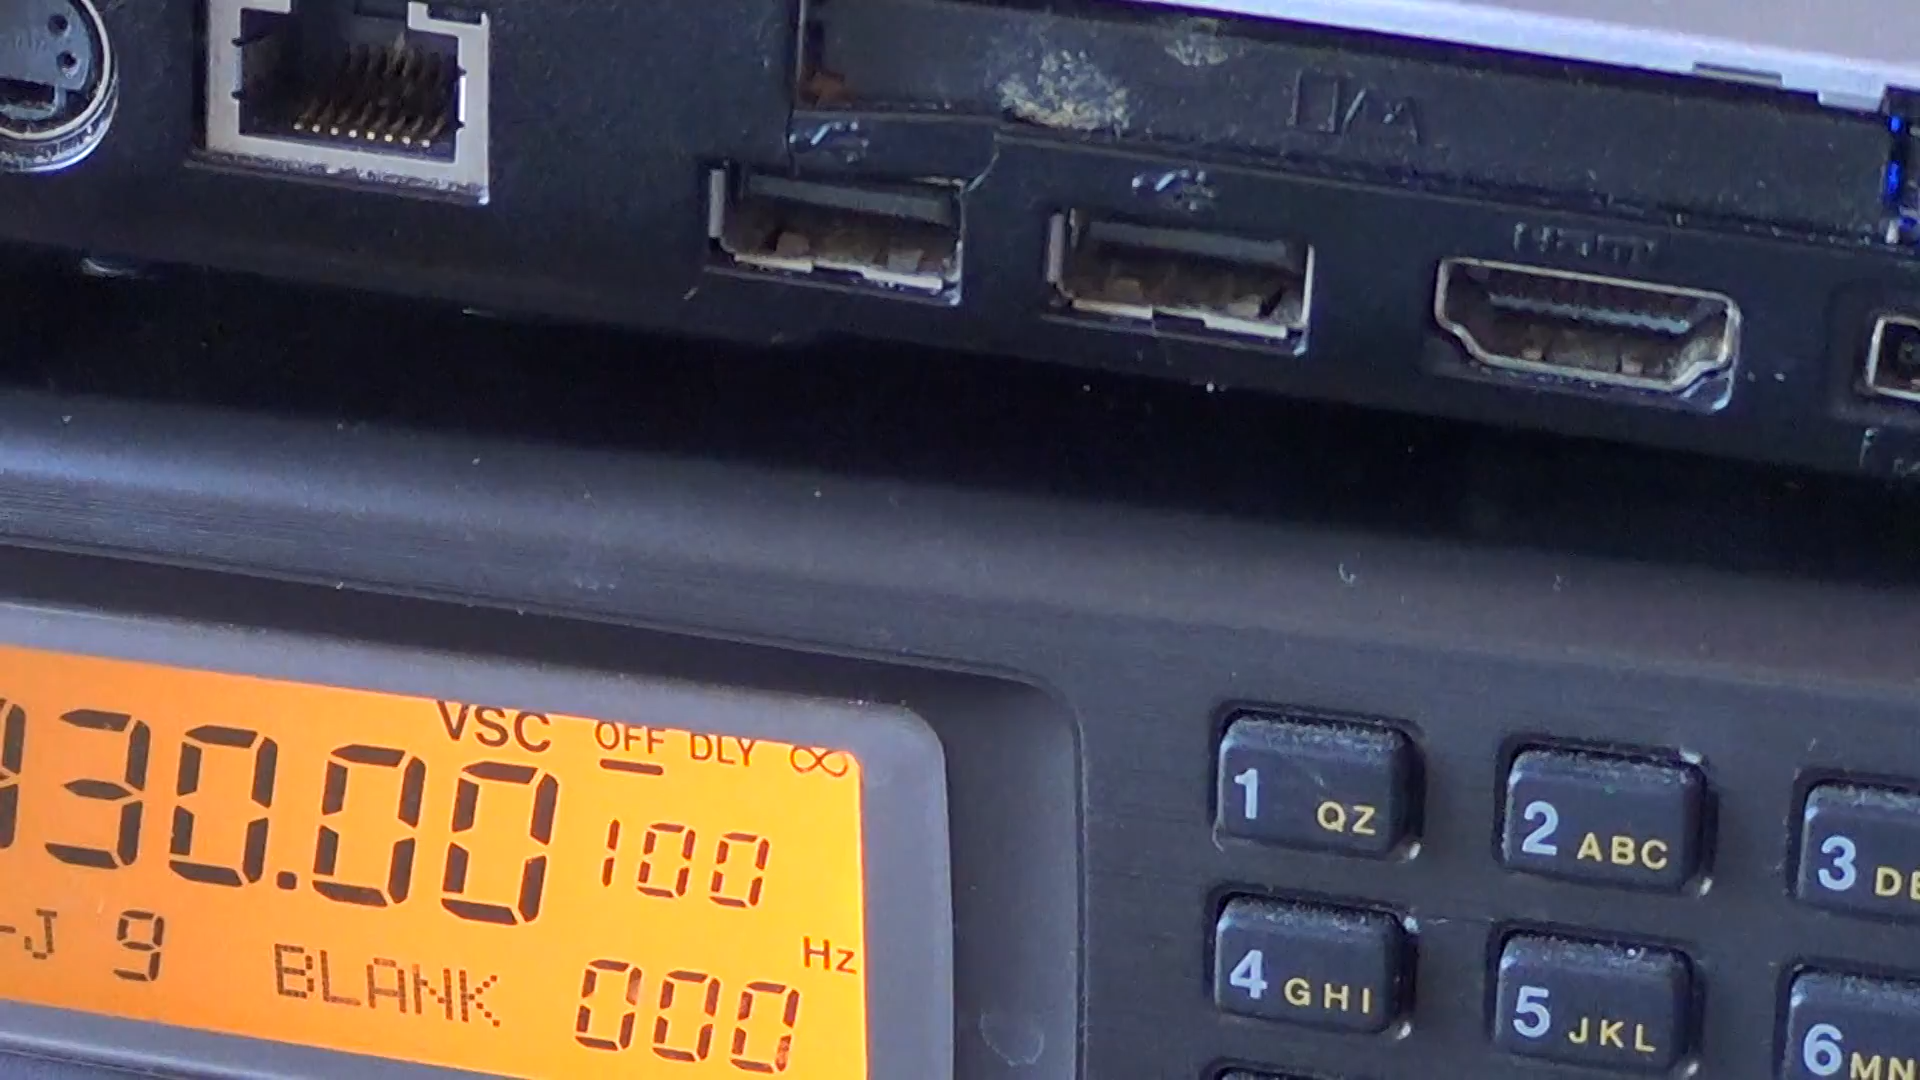 VSC OFF DLY ∞
30.00 100
-J 9 BLANK 000 Hz
1 QZ
2 ABC
3 DE
4 GHI
5 JKL
6 MN